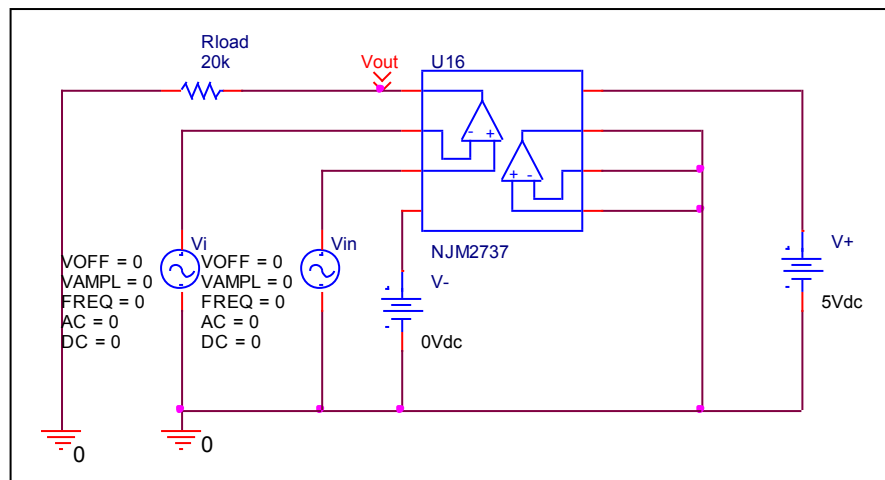 Rload
20k
Vout
U16
- +
+ -
NJM2737
Vi
VOFF = 0
VAMPL = 0
FREQ = 0
AC = 0
DC = 0
Vin
VOFF = 0
VAMPL = 0
FREQ = 0
AC = 0
DC = 0
V-
0Vdc
V+
5Vdc
0
0